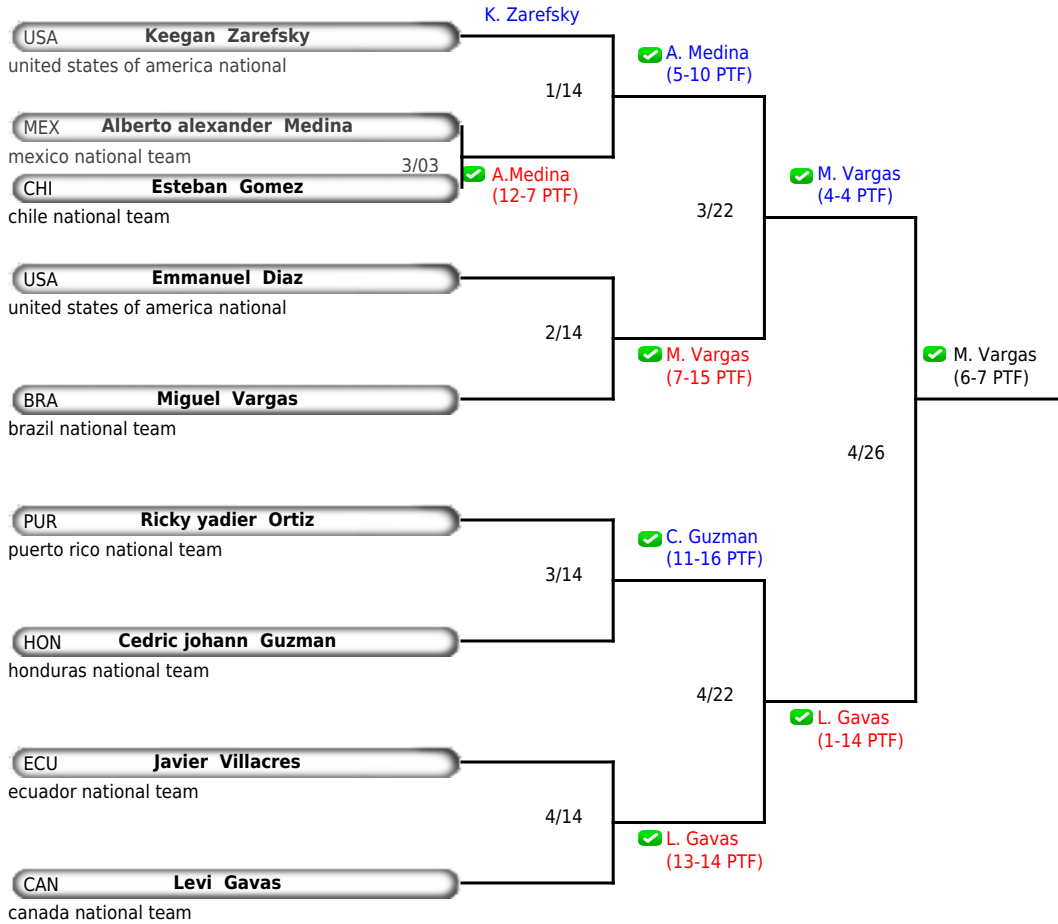 K. Zarefsky
USA Keegan Zarefsky
united states of america national
A. Medina
(5-10 PTF)
1/14
MEX Alberto alexander Medina
mexico national team
3/03
A.Medina
(12-7 PTF)
CHI Esteban Gomez
chile national team
M. Vargas
(4-4 PTF)
3/22
USA Emmanuel Diaz
united states of america national
2/14
M. Vargas
(7-15 PTF)
M. Vargas
(6-7 PTF)
BRA Miguel Vargas
brazil national team
4/26
PUR Ricky yadier Ortiz
puerto rico national team
C. Guzman
(11-16 PTF)
3/14
HON Cedric johann Guzman
honduras national team
4/22
L. Gavas
(1-14 PTF)
ECU Javier Villacres
ecuador national team
4/14
L. Gavas
(13-14 PTF)
CAN Levi Gavas
canada national team